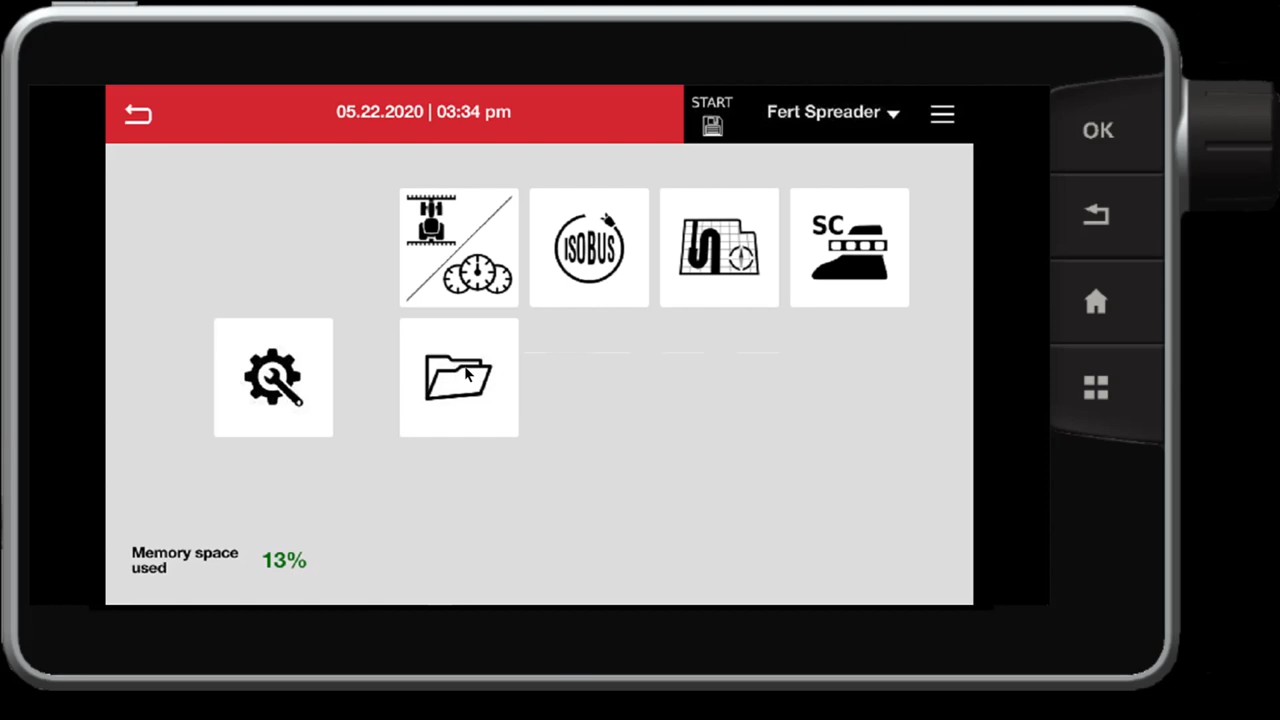 05.22.2020 | 03:34 pm
START
Fert Spreader
OK
ISOBUS
SC
Memory space
used
13%